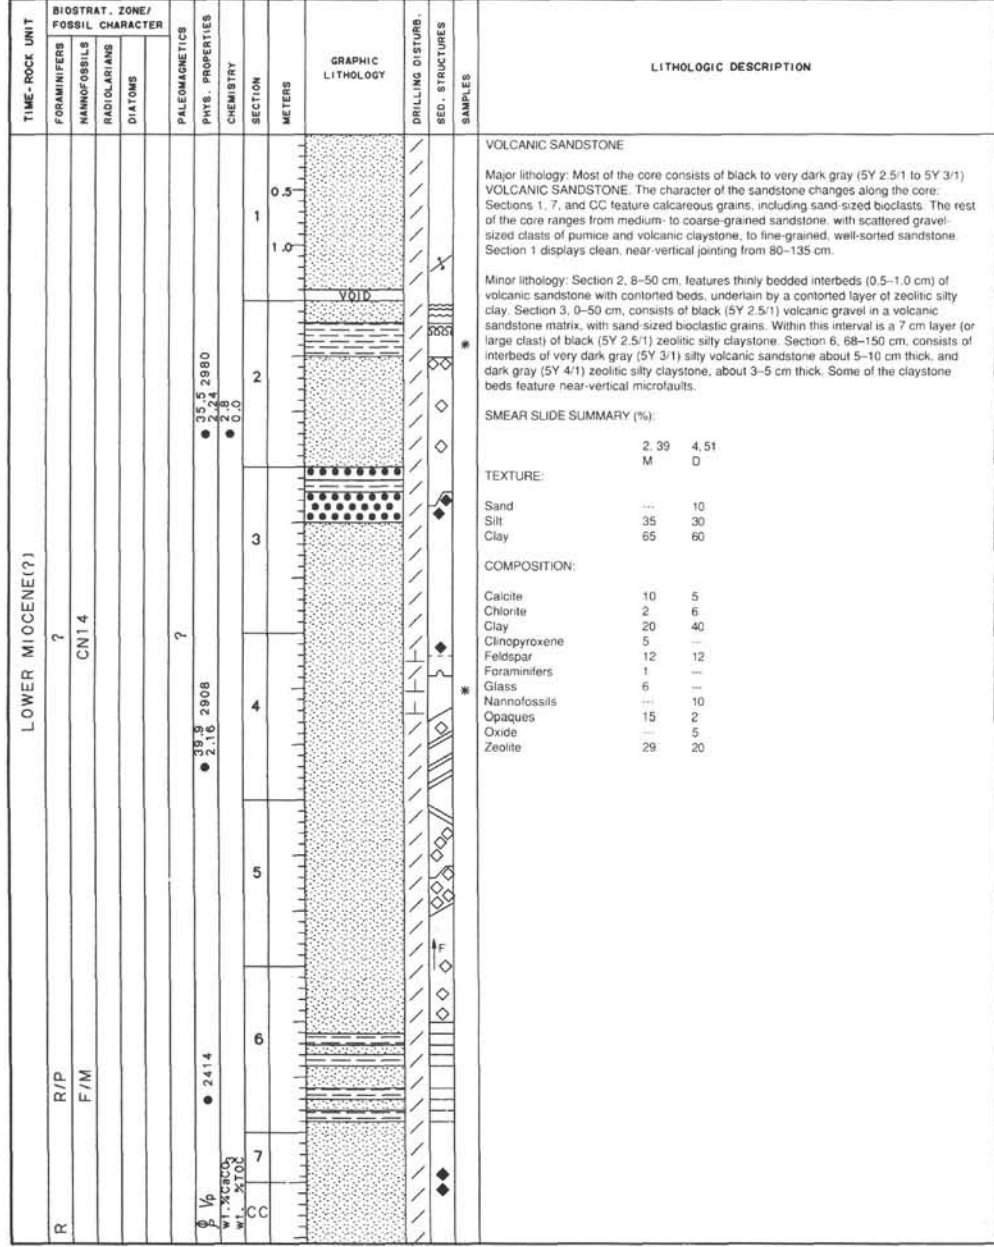 TIME-ROCK UNIT
BIOSTRAT. ZONE/
FOSSIL CHARACTER
FORAMINIFERS
NANNOFOSSILS
RADIOLARIANS
DIATOMS
PALEOMAGNETICS
PHYS. PROPERTIES
CHEMISTRY
SECTION
METERS
GRAPHIC
LITHOLOGY
DRILLING DISTURB.
SED. STRUCTURES
SAMPLES
LITHOLOGIC DESCRIPTION
LOWER MIOCENE(?)
?
R/P
R
CN14
F/M
?
35.5 2980
2.24
39.9 2908
2.16
2414
φ Vp
ρ
2.8
0.0
wt.%CaCO3
wt. %TOC
1
2
3
4
5
6
7
CC
0.5
1.0
VOID
F
*
*
VOLCANIC SANDSTONE
Major lithology: Most of the core consists of black to very dark gray (5Y 2.5/1 to 5Y 3/1)
VOLCANIC SANDSTONE. The character of the sandstone changes along the core:
Sections 1, 7, and CC feature calcareous grains, including sand-sized bioclasts. The rest
of the core ranges from medium- to coarse-grained sandstone, with scattered gravel-
sized clasts of pumice and volcanic claystone, to fine-grained, well-sorted sandstone.
Section 1 displays clean, near-vertical jointing from 80–135 cm.
Minor lithology: Section 2, 8–50 cm, features thinly bedded interbeds (0.5–1.0 cm) of
volcanic sandstone with contorted beds, underlain by a contorted layer of zeolitic silty
clay. Section 3, 0–50 cm, consists of black (5Y 2.5/1) volcanic gravel in a volcanic
sandstone matrix, with sand-sized bioclastic grains. Within this interval is a 7 cm layer (or
large clast) of black (5Y 2.5/1) zeolitic silty claystone. Section 6, 68–150 cm, consists of
interbeds of very dark gray (5Y 3/1) silty volcanic sandstone about 5–10 cm thick, and
dark gray (5Y 4/1) zeolitic silty claystone, about 3–5 cm thick. Some of the claystone
beds feature near-vertical microfaults.
SMEAR SLIDE SUMMARY (%):
2, 39 4, 51
M D
TEXTURE:
Sand --- 10
Silt 35 30
Clay 65 60
COMPOSITION:
Calcite 10 5
Chlorite 2 6
Clay 20 40
Clinopyroxene 5 ---
Feldspar 12 12
Foraminifers 1 ---
Glass 6 ---
Nannofossils --- 10
Opaques 15 2
Oxide --- 5
Zeolite 29 20